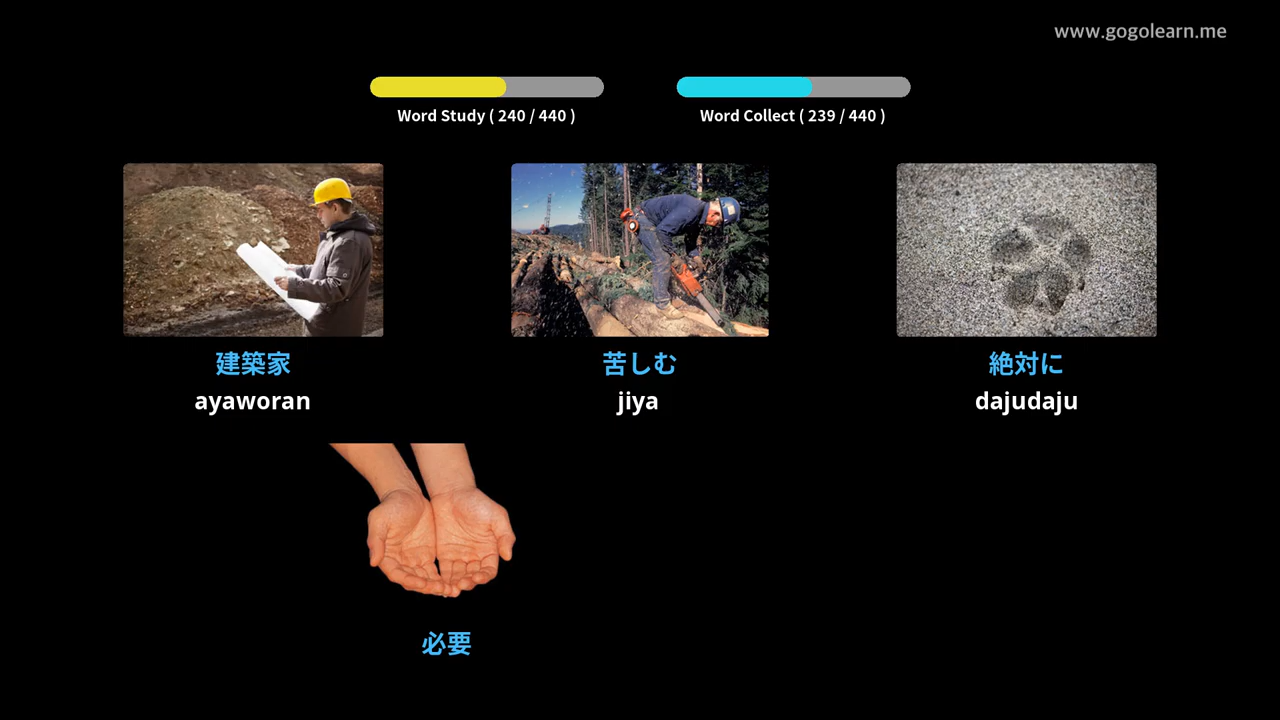 www.gogolearn.me
Word Study ( 240 / 440 )
Word Collect ( 239 / 440 )
建築家
ayaworan
苦しむ
jiya
絶対に
dajudaju
必要